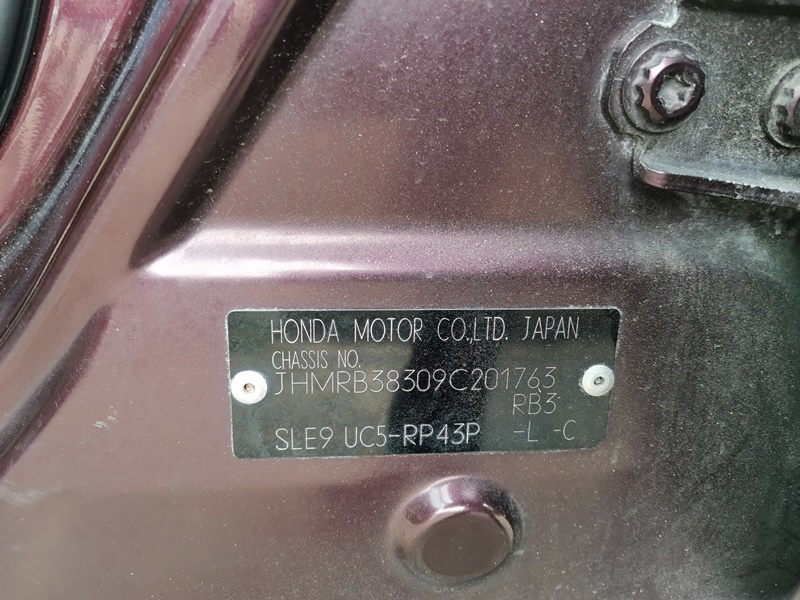 HONDA MOTOR CO.,LTD. JAPAN
CHASSIS NO.
JHMRB38309C201763
RB3
SLE9 UC5-RP43P -L -C